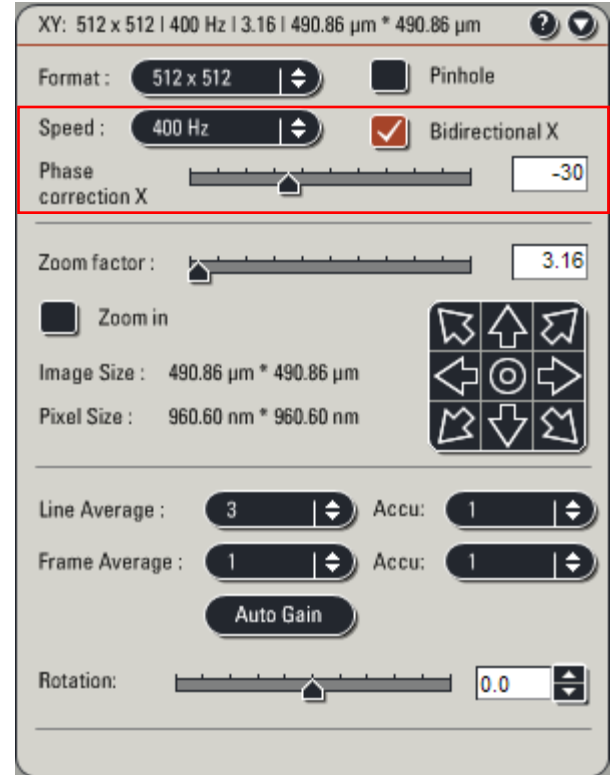 XY: 512 x 512 | 400 Hz | 3.16 | 490.86 µm * 490.86 µm ?
Format : 512 x 512 Pinhole
Speed : 400 Hz Bidirectional X
Phase
correction X -30
Zoom factor : 3.16
Zoom in
Image Size : 490.86 µm * 490.86 µm
Pixel Size : 960.60 nm * 960.60 nm
Line Average : 3 Accu: 1
Frame Average : 1 Accu: 1
Auto Gain
Rotation: 0.0